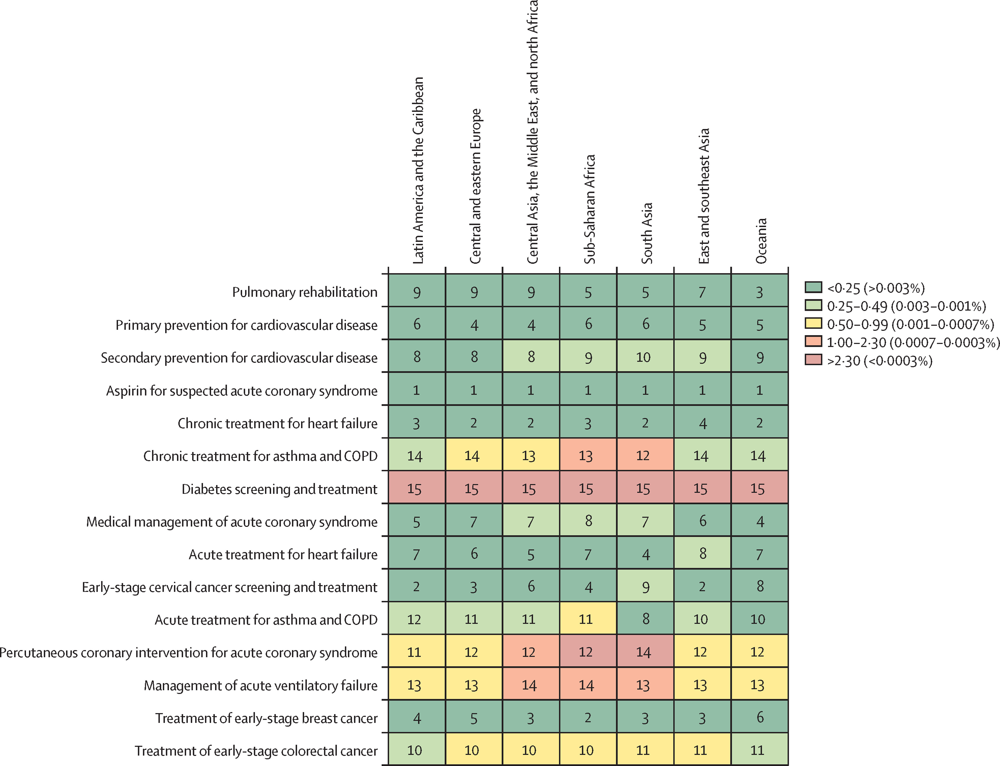 Latin America and the Caribbean
Central and eastern Europe
Central Asia, the Middle East, and north Africa
Sub-Saharan Africa
South Asia
East and southeast Asia
Oceania
Pulmonary rehabilitation 9 9 9 5 5 7 3
Primary prevention for cardiovascular disease 6 4 4 6 6 5 5
Secondary prevention for cardiovascular disease 8 8 8 9 10 9 9
Aspirin for suspected acute coronary syndrome 1 1 1 1 1 1 1
Chronic treatment for heart failure 3 2 2 3 2 4 2
Chronic treatment for asthma and COPD 14 14 13 13 12 14 14
Diabetes screening and treatment 15 15 15 15 15 15 15
Medical management of acute coronary syndrome 5 7 7 8 7 6 4
Acute treatment for heart failure 7 6 5 7 4 8 7
Early-stage cervical cancer screening and treatment 2 3 6 4 9 2 8
Acute treatment for asthma and COPD 12 11 11 11 8 10 10
Percutaneous coronary intervention for acute coronary syndrome 11 12 12 12 14 12 12
Management of acute ventilatory failure 13 13 14 14 13 13 13
Treatment of early-stage breast cancer 4 5 3 2 3 3 6
Treatment of early-stage colorectal cancer 10 10 10 10 11 11 11
<0·25 (>0·003%)
0·25–0·49 (0·003–0·001%)
0·50–0·99 (0·001–0·0007%)
1·00–2·30 (0·0007–0·0003%)
>2·30 (<0·0003%)